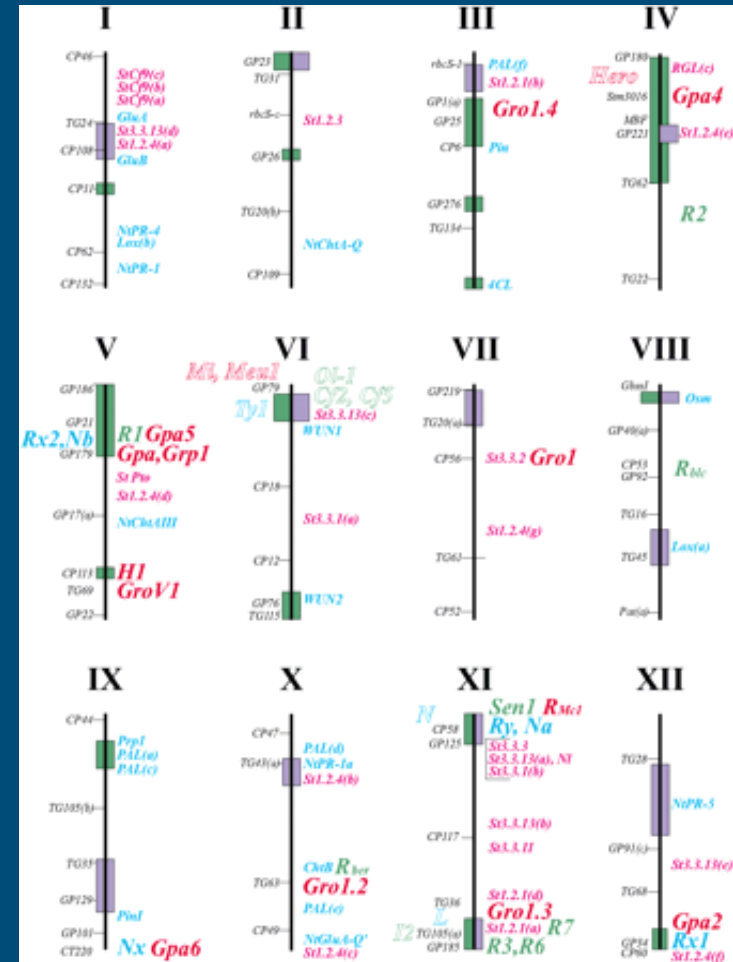 I
CP46
StCf9(c)
StCf9(b)
StCf9(a)
GluA
TG24
St3.3.13(d)
St1.2.4(a)
CP108
GluB
CP11
NtPR-4
Lox(b)
CP62
NtPR-1
CP132
II
GP23
TG31
rbcS-c
St1.2.3
GP26
TG20(b)
NtChtA-Q
CP109
III
rbcS-1
PAL(f)
St1.2.1(b)
GP1(a)
Gro1.4
GP25
CP6
Pin
GP276
TG134
4CL
IV
GP180
RGL(c)
Hero
Gpa4
Ssm3016
MBF
GP221
St1.2.4(e)
TG62
R2
TG22
V
GP186
GP21
Rx2,Nb
R1 Gpa5
GP179
Gpa,Grp1
St Pto
St1.2.4(d)
GP17(a)
NtChtAIII
CP113
H1
TG69
GroV1
GP22
VI
Mi, Meu1
Ol-1
GP79
Cf2, Cf5
Ty1
St3.3.13(c)
WUN1
CP18
St3.3.1(a)
CP12
GP76
WUN2
TG115
VII
GP219
TG20(a)
CP56
St3.3.2 Gro1
St1.2.4(g)
TG61
CP52
VIII
GbssI
Osm
GP40(a)
CP53
GP92
Rblc
TG16
TG45
Lox(a)
Pat(a)
IX
CP44
Prp1
PAL(a)
PAL(c)
TG105(b)
TG35
GP129
PinI
GP101
CT220
Nx Gpa6
X
CP47
PAL(d)
TG43(a)
NtPR-1a
St1.2.4(b)
ChtB Rber
TG63
Gro1.2
PAL(e)
CP49
NtGluA-Q'
St1.2.4(c)
XI
N
Sen1 RMc1
CP58
Ry, Na
GP125
St3.3.3
St3.3.13(a), Nl
St3.3.1(b)
St3.3.13(b)
CP117
St3.3.11
St1.2.1(d)
TG36
L
Gro1.3
I2
TG105(a)
St1.2.1(a) R7
GP185
R3,R6
XII
TG28
NtPR-5
GP91(c)
St3.3.13(e)
TG68
Gpa2
GP34
Rx1
CP60
St1.2.4(f)